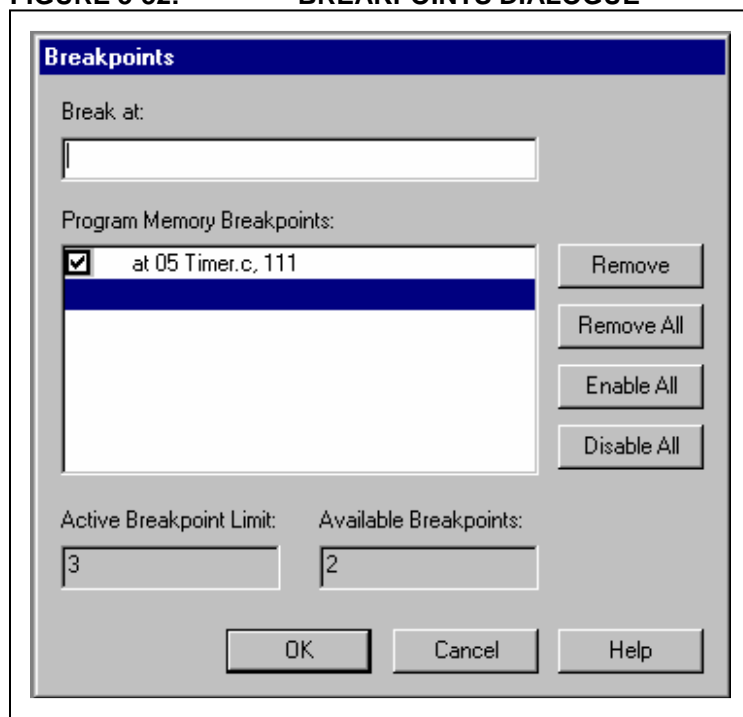 BREAKPOINTS DIALOGUE
Breakpoints
Break at:
Program Memory Breakpoints:
at 05 Timer.c, 111
Remove
Remove All
Enable All
Disable All
Active Breakpoint Limit: Available Breakpoints:
3 2
OK Cancel Help